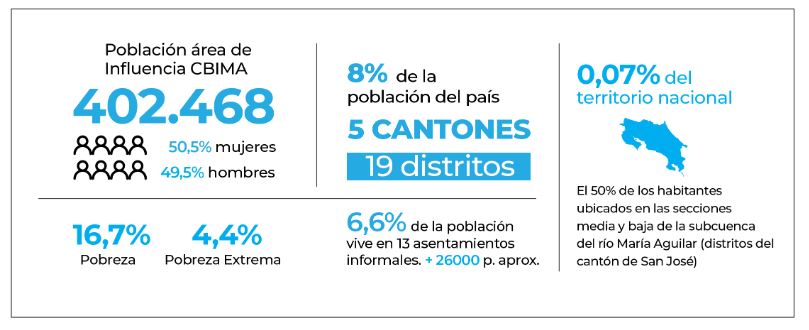 Población área de
Influencia CBIMA
402.468
50,5% mujeres
49,5% hombres
8% de la
población del país
5 CANTONES
19 distritos
0,07% del
territorio nacional
El 50% de los habitantes
ubicados en las secciones
media y baja de la subcuenca
del río María Aguilar (distritos del
cantón de San José)
16,7%
Pobreza
4,4%
Pobreza Extrema
6,6% de la población
vive en 13 asentamientos
informales. + 26000 p. aprox.